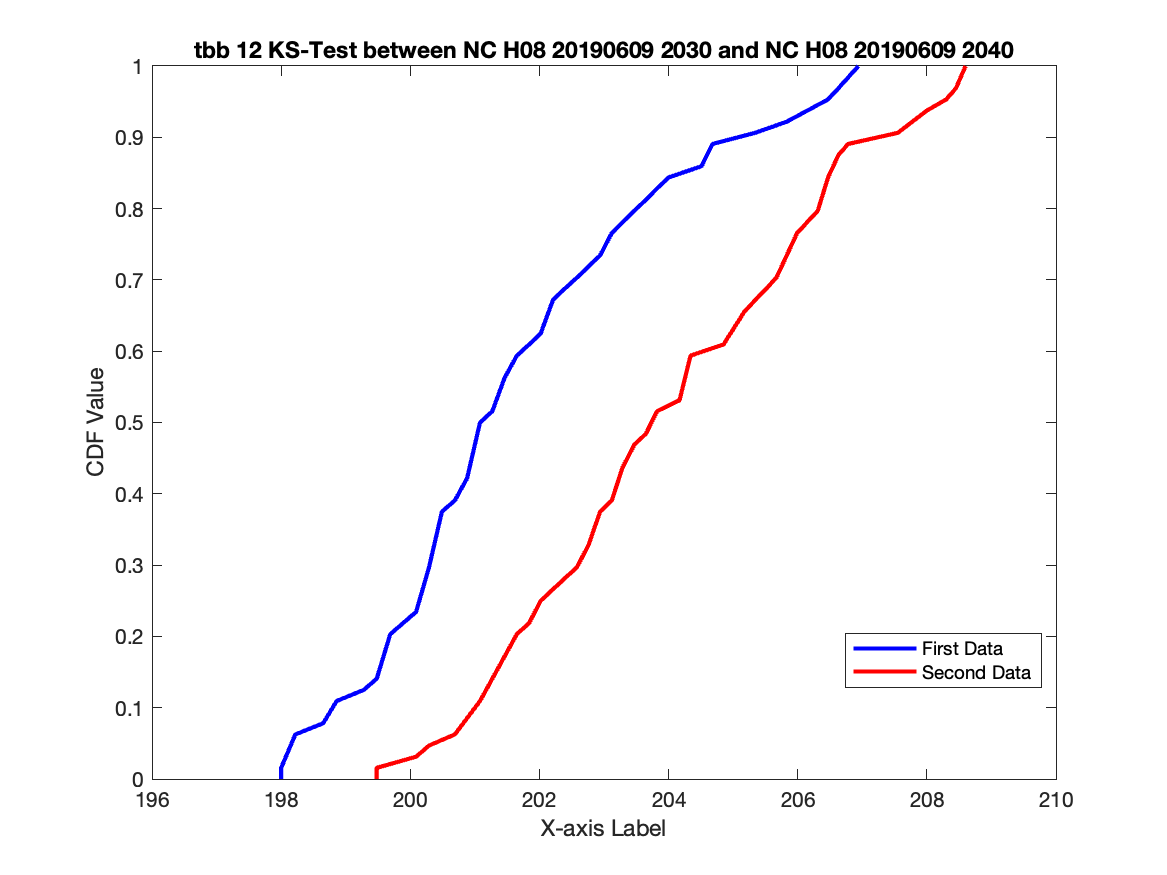 tbb 12 KS-Test between NC H08 20190609 2030 and NC H08 20190609 2040
1
0.9
0.8
0.7
0.6
0.5
0.4
0.3
0.2
0.1
0
CDF Value
First Data
Second Data
196 198 200 202 204 206 208 210
X-axis Label